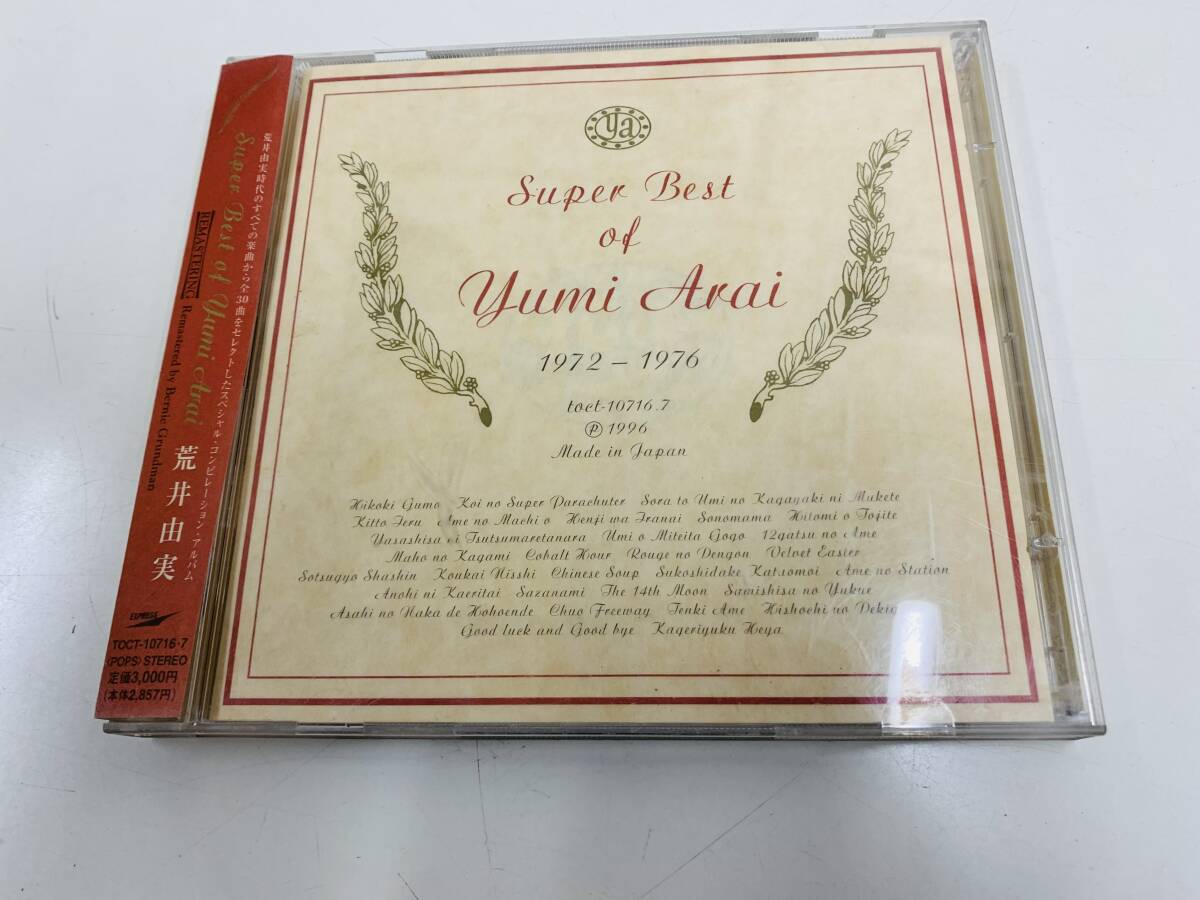 荒井由実時代のすべての楽曲から全30曲をセレクトしたスペシャル・コンピレーション・アルバム
Super Best of Yumi Arai 荒井由実
REMASTERING Remastered by Bernie Grundman
EXPRESS
TOCT-10716・7
〈POPS〉STEREO
定価3,000円
(本体2,857円)
ya
Super Best
of
Yumi Arai
1972 – 1976
toct-10716.7
Ⓟ 1996
Made in Japan
Hikoki Gumo Koi no Super Parachuter Sora to Umi no Kagayaki ni Mukete
Kitto Ieru Ame no Machi o Henji wa Iranai Sonomama Hitomi o Tojite
Yasashisa ni Tsutsumaretanara Umi o Miteita Gogo 12gatsu no Ame
Maho no Kagami Cobalt Hour Rouge no Dengon Velvet Easter
Sotsugyo Shashin Koukai Nisshi Chinese Soup Sukoshidake Kataomoi Ame no Station
Anohi ni Kaeritai Sazanami The 14th Moon Samishisa no Yukue
Asahi no Naka de Hohoende Chuo Freeway Tenki Ame Hishochi no
Good luck and Good bye Kageriyuku Heya